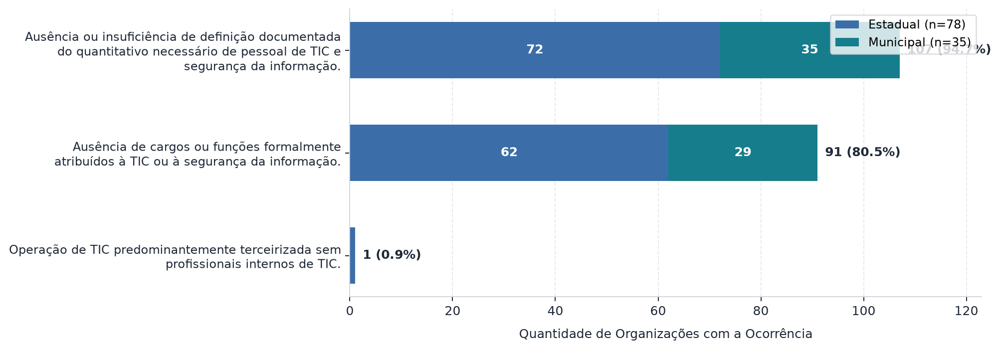 Estadual (n=78)
Municipal (n=35)
Ausência ou insuficiência de definição documentada
do quantitativo necessário de pessoal de TIC e
segurança da informação.
72
35
107 (94.7%)
Ausência de cargos ou funções formalmente
atribuídos à TIC ou à segurança da informação.
62
29
91 (80.5%)
Operação de TIC predominantemente terceirizada sem
profissionais internos de TIC.
1 (0.9%)
0
20
40
60
80
100
120
Quantidade de Organizações com a Ocorrência